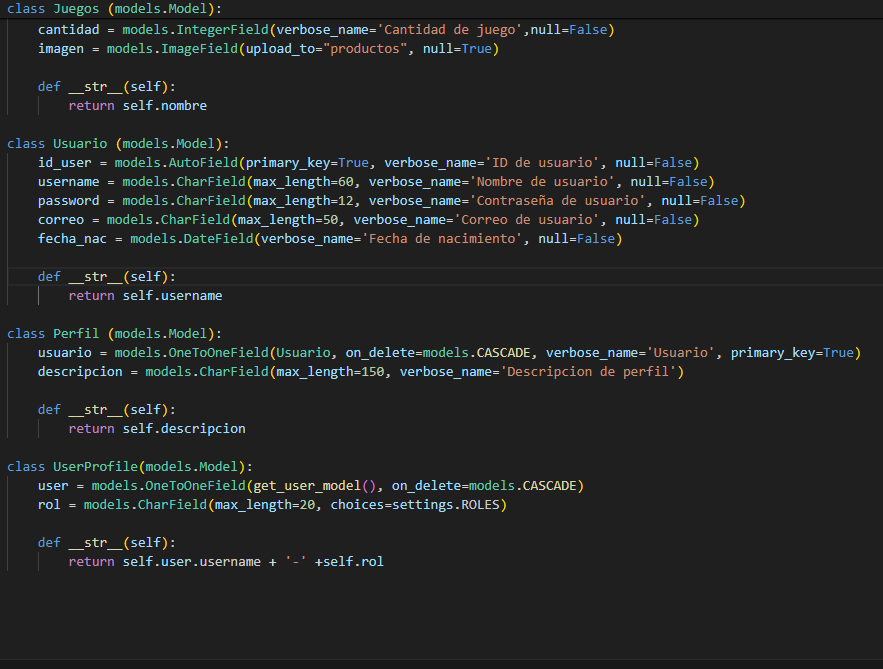 class Juegos (models.Model):
    cantidad = models.IntegerField(verbose_name='Cantidad de juego',null=False)
    imagen = models.ImageField(upload_to="productos", null=True)

    def __str__(self):
        return self.nombre

class Usuario (models.Model):
    id_user = models.AutoField(primary_key=True, verbose_name='ID de usuario', null=False)
    username = models.CharField(max_length=60, verbose_name='Nombre de usuario', null=False)
    password = models.CharField(max_length=12, verbose_name='Contraseña de usuario', null=False)
    correo = models.CharField(max_length=50, verbose_name='Correo de usuario', null=False)
    fecha_nac = models.DateField(verbose_name='Fecha de nacimiento', null=False)

    def __str__(self):
        return self.username

class Perfil (models.Model):
    usuario = models.OneToOneField(Usuario, on_delete=models.CASCADE, verbose_name='Usuario', primary_key=True)
    descripcion = models.CharField(max_length=150, verbose_name='Descripcion de perfil')

    def __str__(self):
        return self.descripcion

class UserProfile(models.Model):
    user = models.OneToOneField(get_user_model(), on_delete=models.CASCADE)
    rol = models.CharField(max_length=20, choices=settings.ROLES)

    def __str__(self):
        return self.user.username + '-' +self.rol